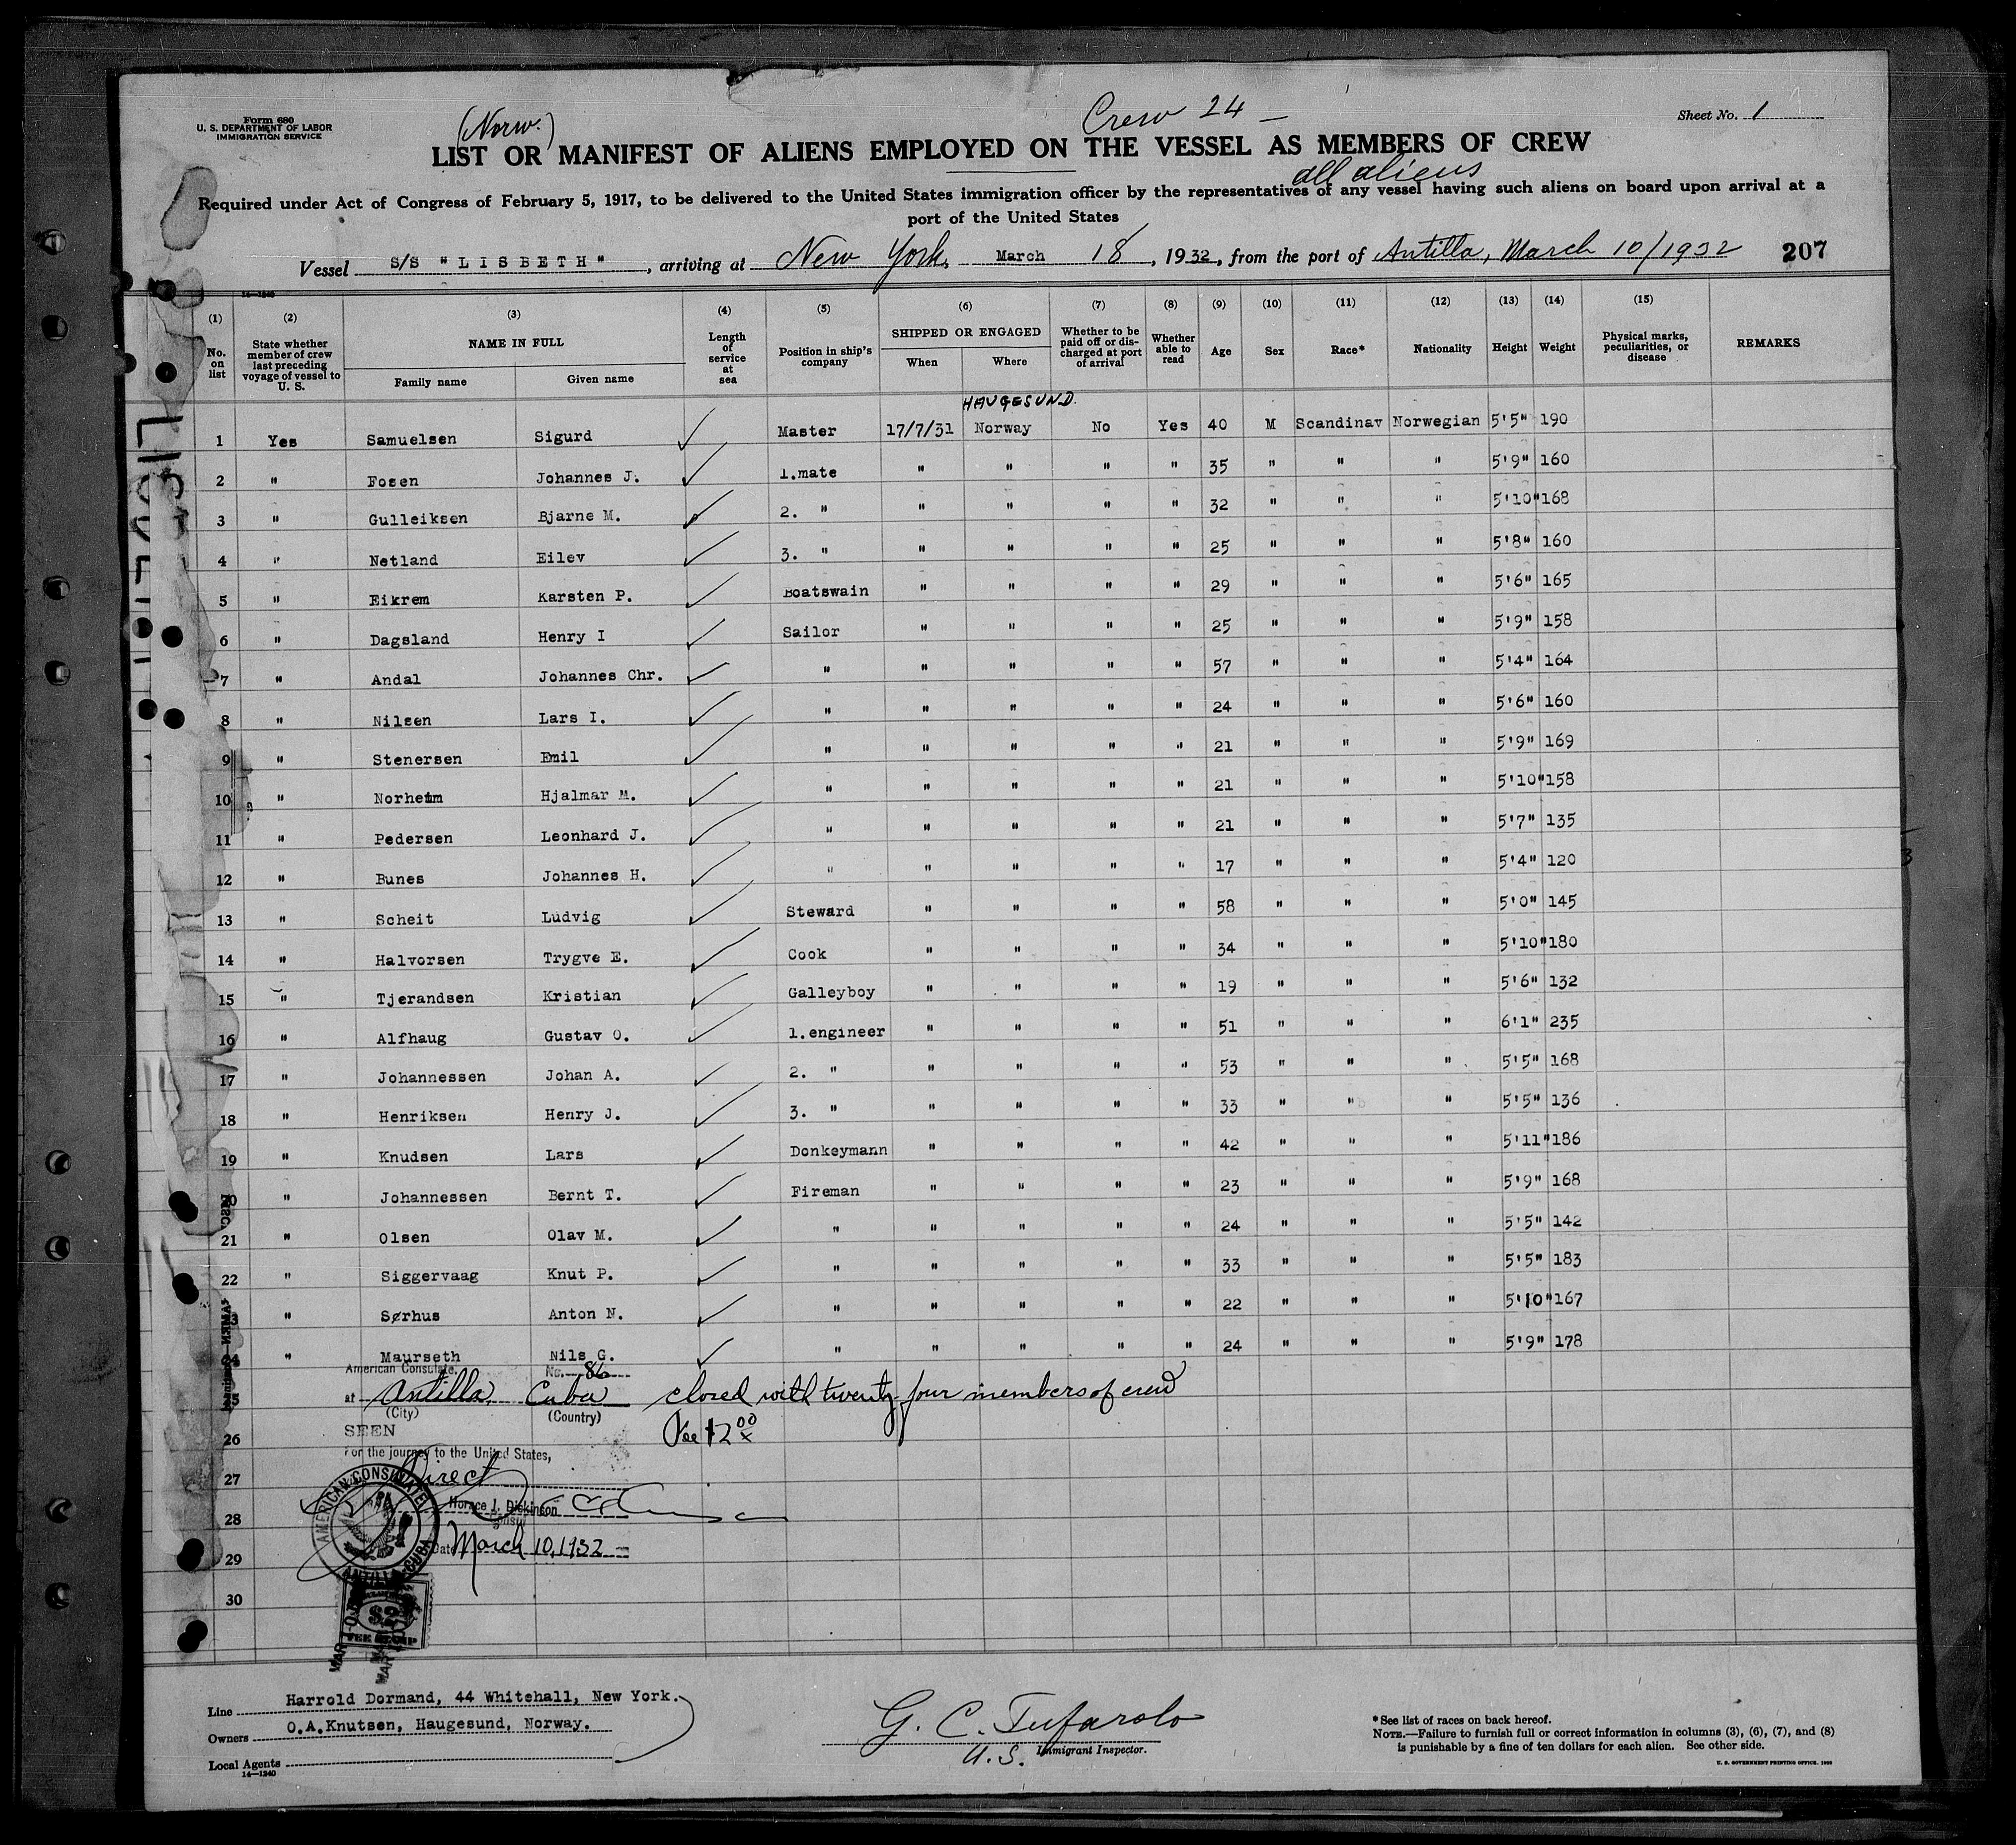 Form 680
U. S. DEPARTMENT OF LABOR
IMMIGRATION SERVICE
(Norw.)
Crew 24 —
Sheet No. 1
LIST OR MANIFEST OF ALIENS EMPLOYED ON THE VESSEL AS MEMBERS OF CREW
all aliens
Required under Act of Congress of February 5, 1917, to be delivered to the United States immigration officer by the representatives of any vessel having such aliens on board upon arrival at a
port of the United States
Vessel S/S "LISBETH", arriving at New York, March 18, 1932, from the port of Antilla, March 10/1932 207
14-1240
(1) (2) (3) (4) (5) (6) (7) (8) (9) (10) (11) (12) (13) (14) (15)
No. on list State whether member of crew last preceding voyage of vessel to U. S. NAME IN FULL Family name Given name Length of service at sea Position in ship's company SHIPPED OR ENGAGED When Where Whether to be paid off or discharged at port of arrival Whether able to read Age Sex Race* Nationality Height Weight Physical marks, peculiarities, or disease REMARKS
HAUGESUND.
1 Yes Samuelsen Sigurd Master 17/7/31 Norway No Yes 40 M Scandinav Norwegian 5'5" 190
2 " Fosen Johannes J. 1.mate " " " " 35 " " " 5'9" 160
3 " Gulleiksen Bjarne M. 2. " " " " " 32 " " " 5'10" 168
4 " Netland Eilev 3. " " " " " 25 " " " 5'8" 160
5 " Eikrem Karsten P. Boatswain " " " " 29 " " " 5'6" 165
6 " Dagsland Henry I Sailor " " " " 25 " " " 5'9" 158
7 " Andal Johannes Chr. " " " " " 57 " " " 5'4" 164
8 " Nilsen Lars I. " " " " " 24 " " " 5'6" 160
9 " Stenersen Emil " " " " " 21 " " " 5'9" 169
10 " Norheim Hjalmar M. " " " " " 21 " " " 5'10" 158
11 " Pedersen Leonhard J. " " " " " 21 " " " 5'7" 135
12 " Bunes Johannes H. " " " " " 17 " " " 5'4" 120
13 " Scheit Ludvig Steward " " " " 58 " " " 5'0" 145
14 " Halvorsen Trygve E. Cook " " " " 34 " " " 5'10" 180
15 " Tjerandsen Kristian Galleyboy " " " " 19 " " " 5'6" 132
16 " Alfhaug Gustav O. 1.engineer " " " " 51 " " " 6'1" 235
17 " Johannessen Johan A. 2. " " " " " 53 " " " 5'5" 168
18 " Henriksen Henry J. 3. " " " " " 33 " " " 5'5" 136
19 " Knudsen Lars Donkeymann " " " " 42 " " " 5'11" 186
20 " Johannessen Bernt T. Fireman " " " " 23 " " " 5'9" 168
21 " Olsen Olav M. " " " " " 24 " " " 5'5" 142
22 " Siggervaag Knut P. " " " " " 33 " " " 5'5" 183
23 " Sørhus Anton N. " " " " " 22 " " " 5'10" 167
24 " Maurseth Nils G. " " " " " 24 " " " 5'9" 178
American Consulate. No. 86
25 at Antilla, Cuba closed with twenty-four members of crew
(City) (Country)
Fee $2 00/x
26 SEEN
For the journey to the United States,
27 Direct
Horace J. Dickinson
28 Consul
29 Date March 10, 1932
30
AMERICAN CONSULATE
ANTILLA, CUBA
$2
FEE STAMP
Line Harrold Dormand, 44 Whitehall, New York.
Owners O.A.Knutsen, Haugesund, Norway.
Local Agents
14-1240
G. C. Tufarolo
U.S. Immigrant Inspector.
*See list of races on back hereof.
NOTE.—Failure to furnish full or correct information in columns (3), (6), (7), and (8)
is punishable by a fine of ten dollars for each alien. See other side.